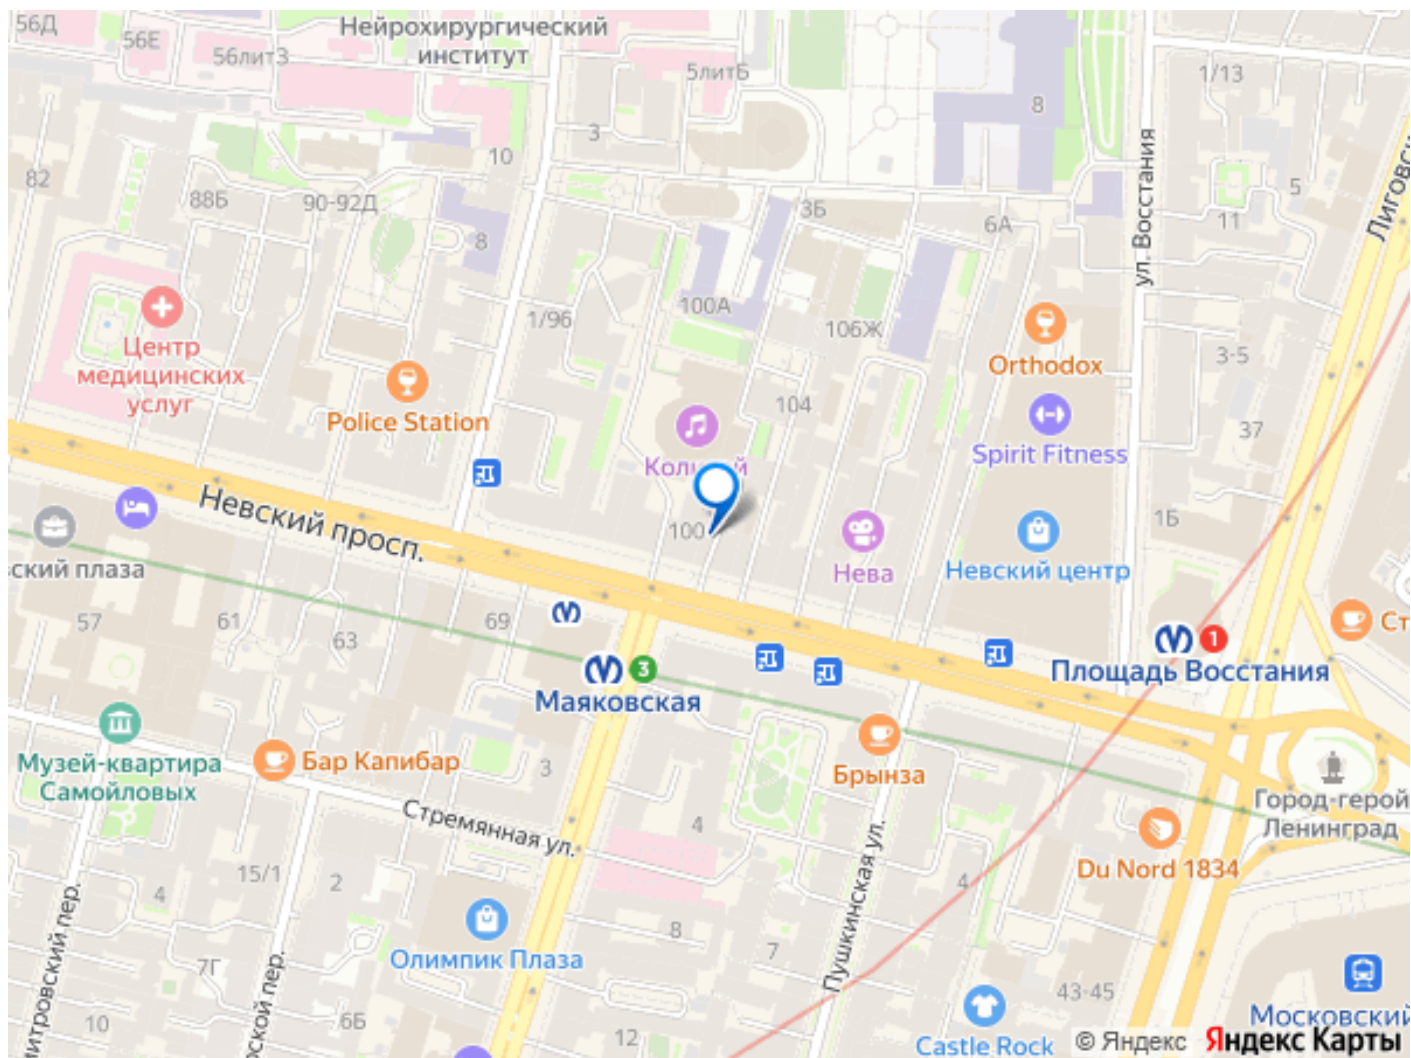 56Д
56Е
56литЗ
Нейрохирургический
институт
5литБ
8
1/13
3
10
82
88Б
90-92Д
8
3Б
6А
11
5
ул. Восстания
1/96
100А
106Ж
Центр
медицинских
услуг
Police Station
Orthodox
3-5
104
37
Spirit Fitness
Невский просп.
100
Нева
Невский центр
1Б
ский плаза
57
61
63
69
3
Маяковская
1
Площадь Восстания
Ст
Музей-квартира
Самойловых
Бар Капибар
3
Брынза
Город-герой
Ленинград
Стремянная ул.
4
Du Nord 1834
15/1
2
4
4
Пушкинская ул.
8
7
Олимпик Плаза
7Г
10
6Б
12
43-45
Московский
Castle Rock
© Яндекс
Яндекс Карты